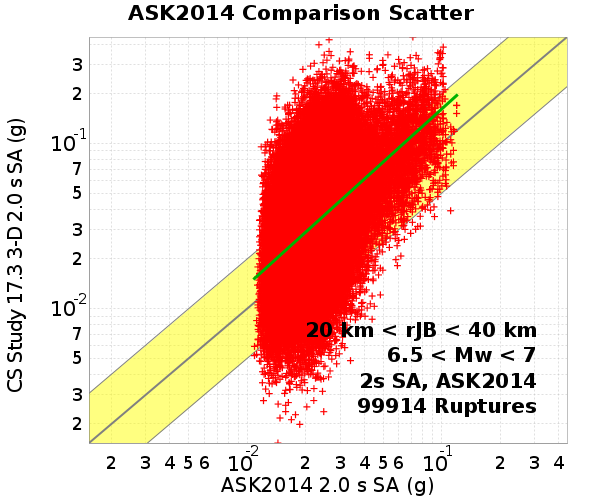 ASK2014 Comparison Scatter
CS Study 17.3 3-D 2.0 s SA (g)
3
2
10-1
7
5
3
2
10-2
7
5
3
2
20 km < rJB < 40 km
6.5 < Mw < 7
2s SA, ASK2014
99914 Ruptures
2 3 4 5 6 10-2 2 3 4 5 6 10-1 2 3 4
ASK2014 2.0 s SA (g)